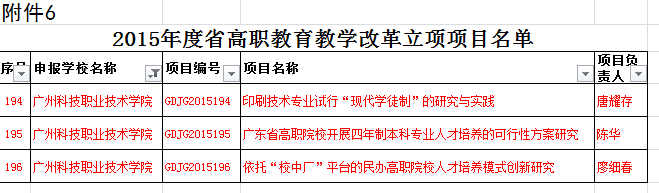 附件6
2015年度省高职教育教学改革立项项目名单
序号 申报学校名称 项目编号 项目名称 项目负责人
194 广州科技职业技术学院 GDJG2015194 印刷技术专业试行“现代学徒制”的研究与实践 唐耀存
195 广州科技职业技术学院 GDJG2015195 广东省高职院校开展四年制本科专业人才培养的可行性方案研究 陈华
196 广州科技职业技术学院 GDJG2015196 依托“校中厂”平台的民办高职院校人才培养模式创新研究 廖细春